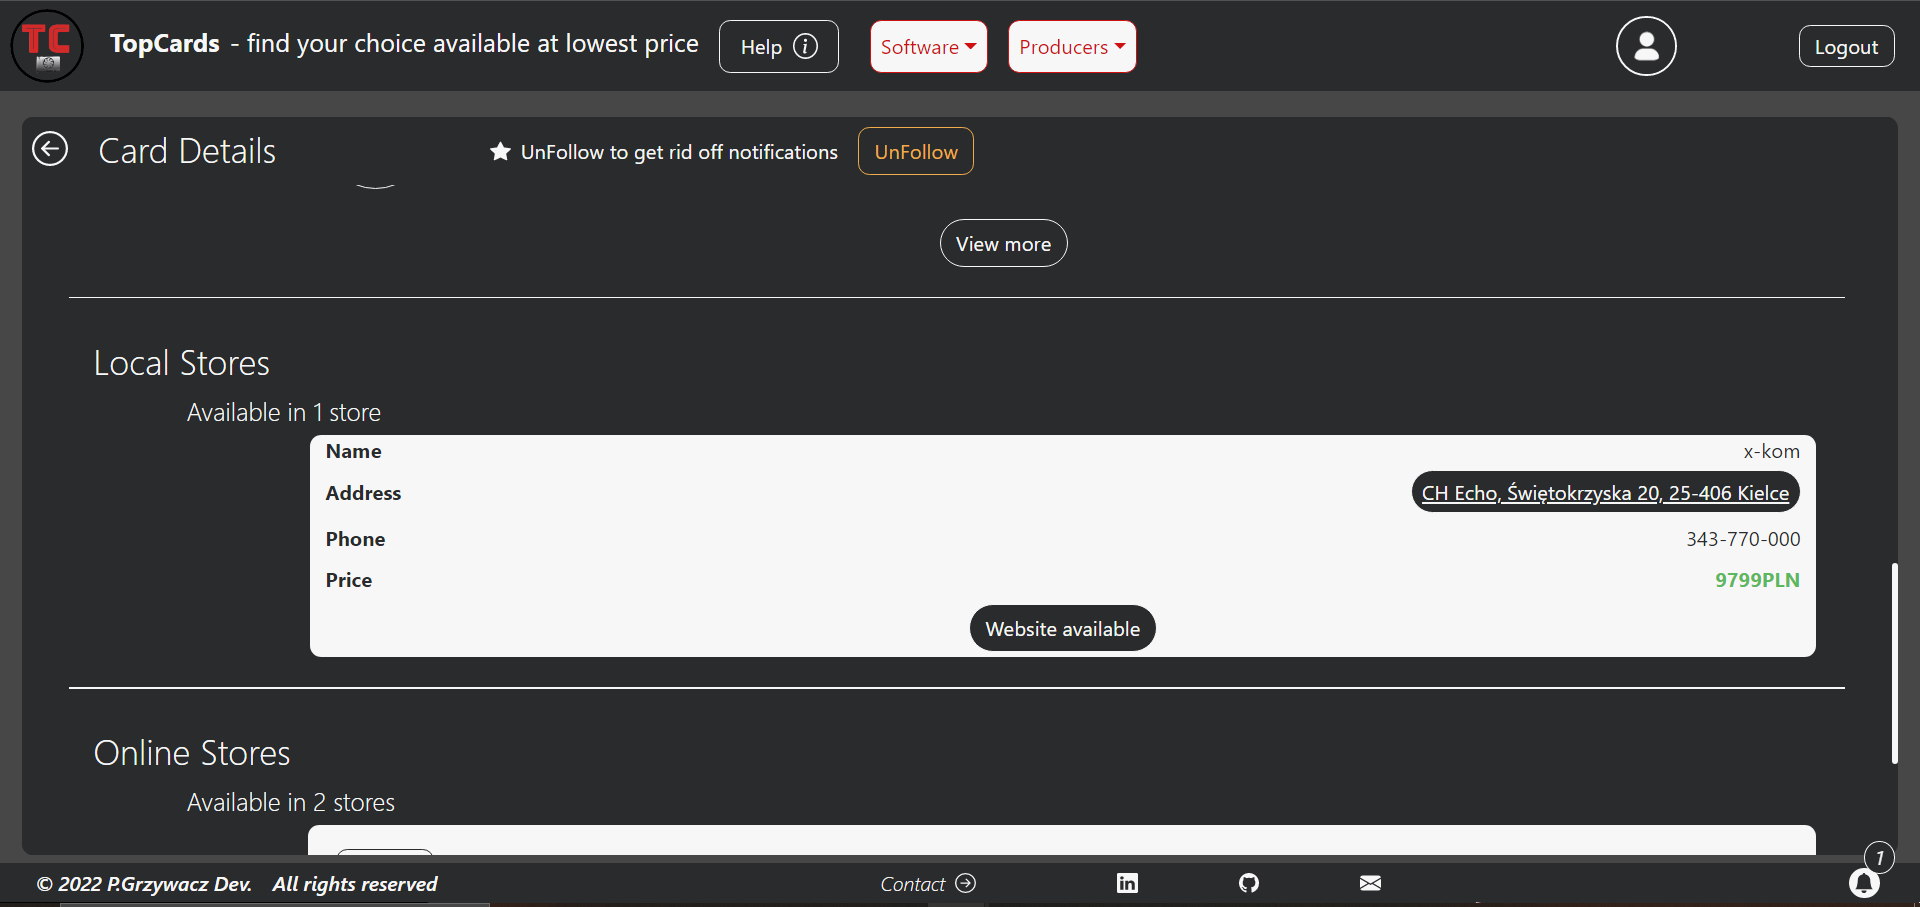 TC
TopCards - find your choice available at lowest price
Help
Software
Producers
Logout
Card Details
UnFollow to get rid off notifications
UnFollow
View more
Local Stores
Available in 1 store
Name x-kom
Address CH Echo, Świętokrzyska 20, 25-406 Kielce
Phone 343-770-000
Price 9799PLN
Website available
Online Stores
Available in 2 stores
1
© 2022 P.Grzywacz Dev. All rights reserved
Contact